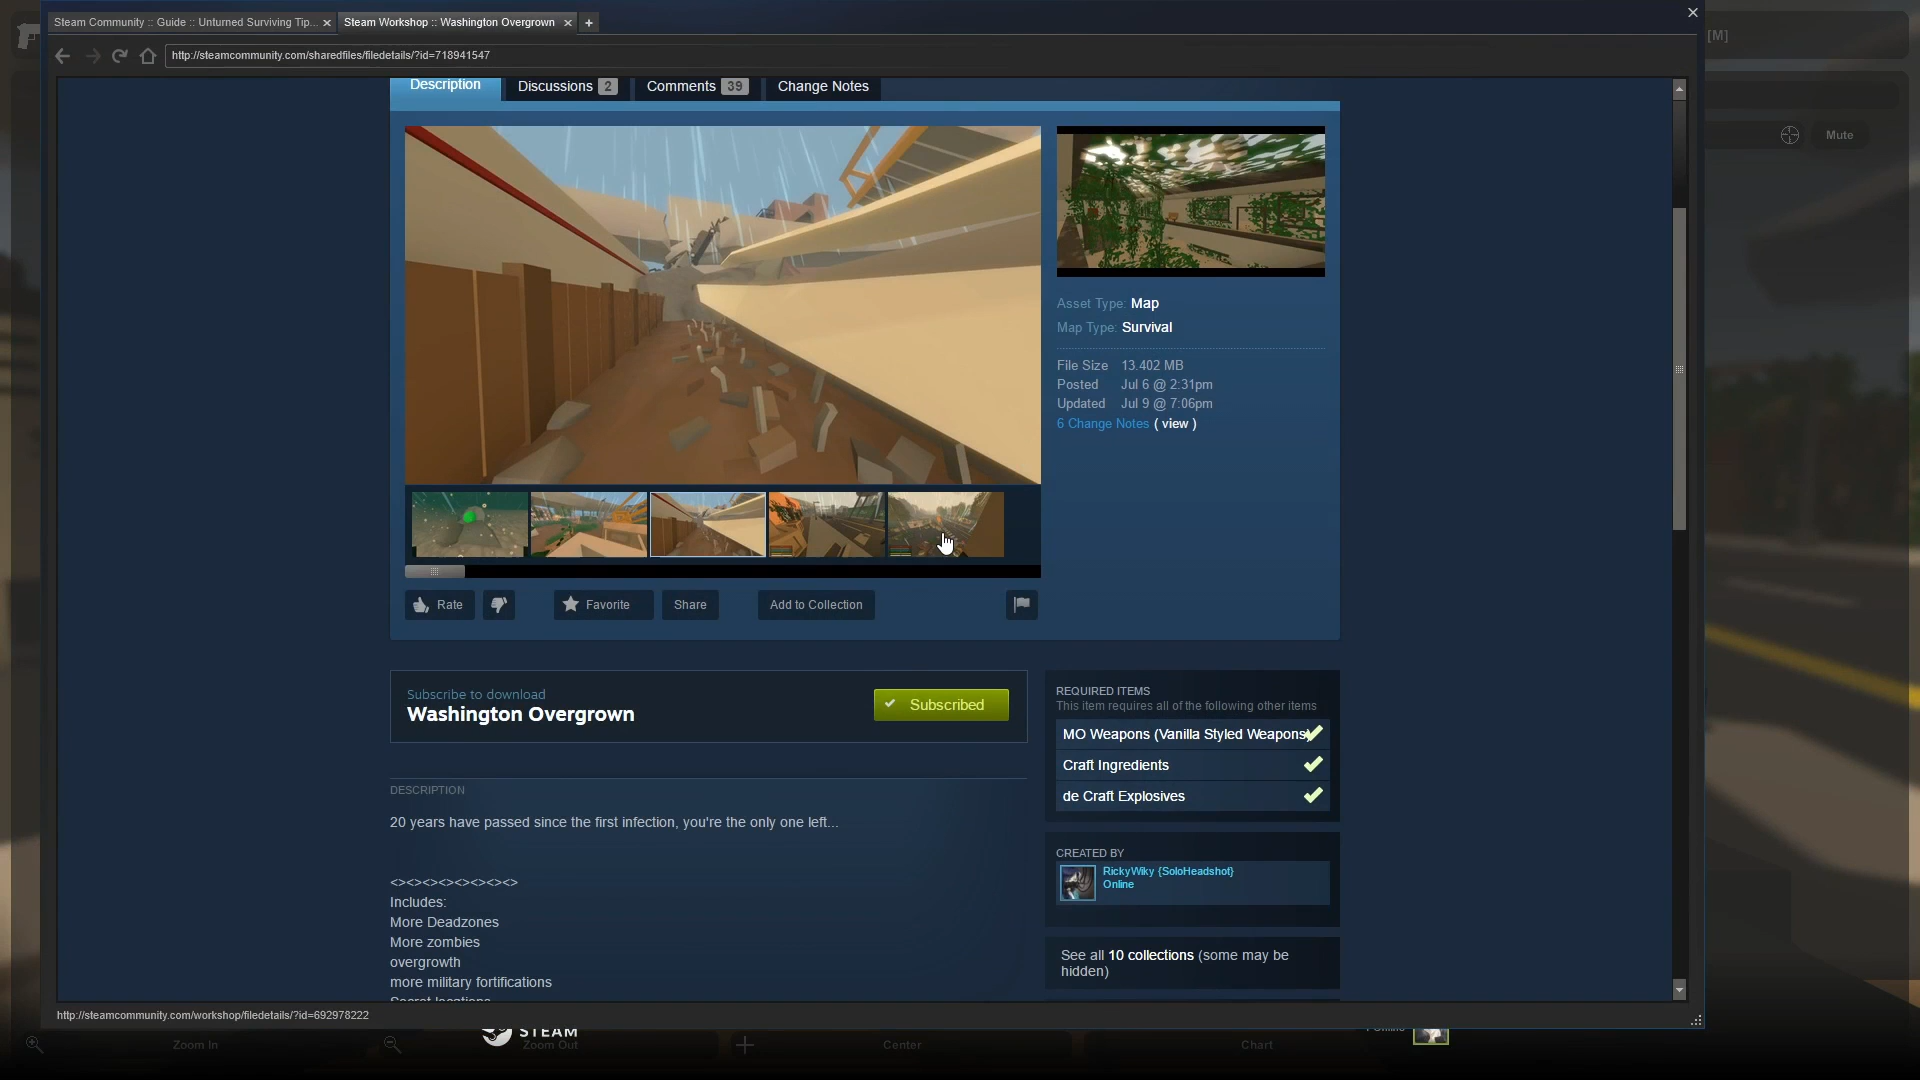 Steam Community :: Guide :: Unturned Surviving Tip...
Steam Workshop :: Washington Overgrown
http://steamcommunity.com/sharedfiles/filedetails/?id=718941547
[M]
Mute
Description
Discussions 2
Comments 39
Change Notes
Asset Type: Map
Map Type: Survival
File Size 13.402 MB
Posted Jul 6 @ 2:31pm
Updated Jul 9 @ 7:06pm
6 Change Notes ( view )
Rate
Favorite
Share
Add to Collection
Subscribe to download
Washington Overgrown
Subscribed
REQUIRED ITEMS
This item requires all of the following other items
MO Weapons (Vanilla Styled Weapons)
Craft Ingredients
de Craft Explosives
DESCRIPTION
20 years have passed since the first infection, you're the only one left...
<><><><><><><><>
Includes:
More Deadzones
More zombies
overgrowth
more military fortifications
Secret locations
CREATED BY
RickyWiky {SoloHeadshot}
Online
See all 10 collections (some may be
hidden)
http://steamcommunity.com/workshop/filedetails/?id=692978222
STEAM
Zoom In
Zoom Out
Center
Chart
Online